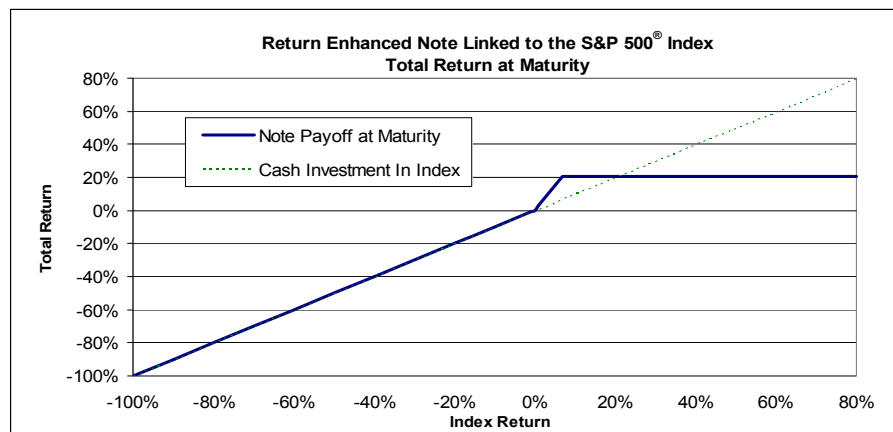 Return Enhanced Note Linked to the S&P 500® Index
Total Return at Maturity
80%
60%
40%
20%
0%
-20%
-40%
-60%
-80%
-100%
Total Return
Note Payoff at Maturity
Cash Investment In Index
-100% -80% -60% -40% -20% 0% 20% 40% 60% 80%
Index Return